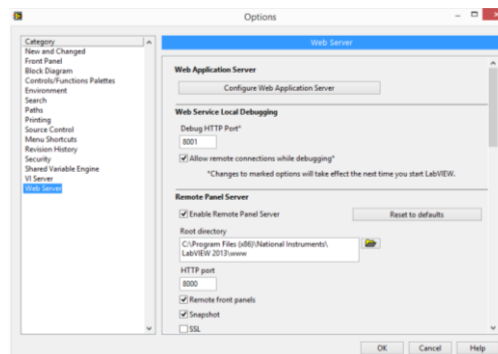 Options
Category
New and Changed
Front Panel
Block Diagram
Controls/Functions Palettes
Environment
Search
Paths
Printing
Source Control
Menu Shortcuts
Revision History
Security
Shared Variable Engine
VI Server
Web Server
Web Server
Web Application Server
Configure Web Application Server
Web Service Local Debugging
Debug HTTP Port*
8001
Allow remote connections while debugging*
*Changes to marked options will take effect the next time you start LabVIEW.
Remote Panel Server
Enable Remote Panel Server
Reset to defaults
Root directory
C:\Program Files (x86)\National Instruments\
LabVIEW 2013\www
HTTP port
8000
Remote front panels
Snapshot
SSL
OK
Cancel
Help